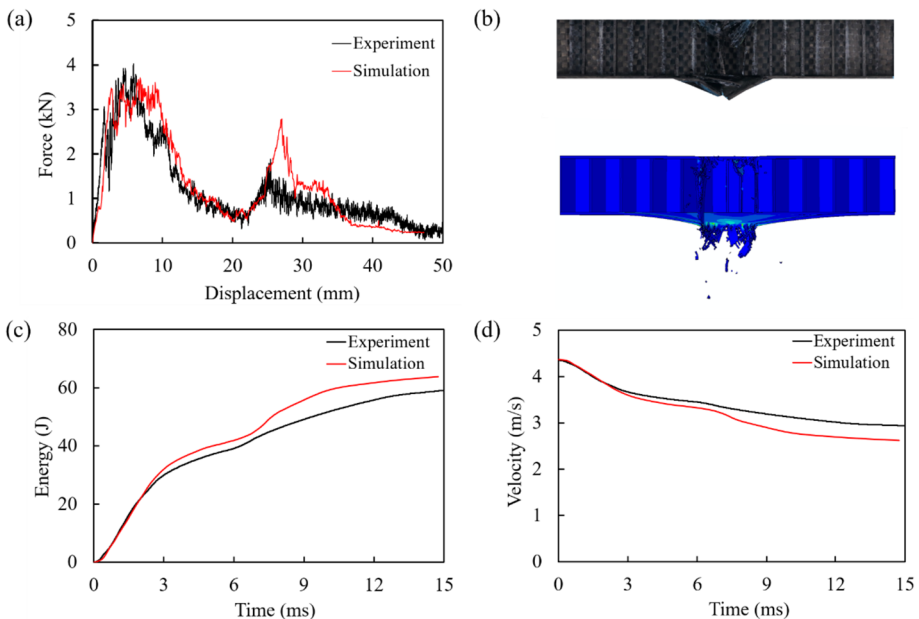 (a)
5
4
3
2
1
0
Force (kN)
Experiment
Simulation
0 10 20 30 40 50
Displacement (mm)
(b)
(c)
80
60
40
20
0
Energy (J)
Experiment
Simulation
0 3 6 9 12 15
Time (ms)
(d)
5
4
3
2
1
0
Velocity (m/s)
Experiment
Simulation
0 3 6 9 12 15
Time (ms)